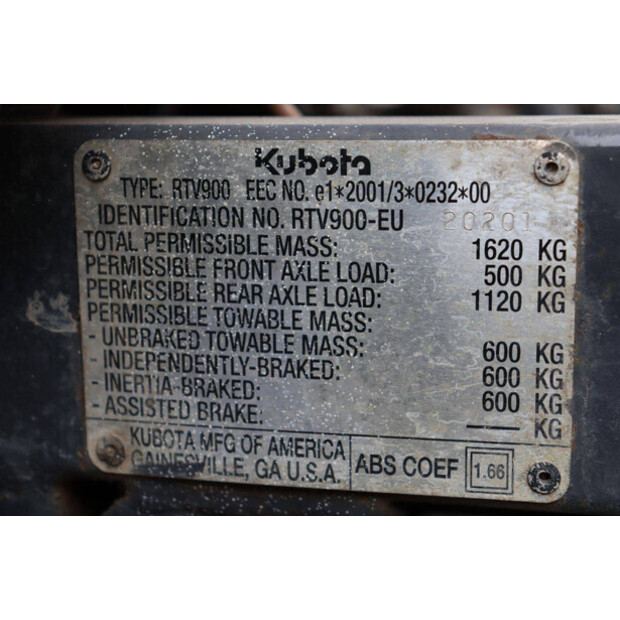 Kubota
TYPE: RTV900 EEC NO. e1*2001/3*0232*00
IDENTIFICATION NO. RTV900-EU 20201
TOTAL PERMISSIBLE MASS: 1620 KG
PERMISSIBLE FRONT AXLE LOAD: 500 KG
PERMISSIBLE REAR AXLE LOAD: 1120 KG
PERMISSIBLE TOWABLE MASS:
- UNBRAKED TOWABLE MASS: 600 KG
- INDEPENDENTLY-BRAKED: 600 KG
- INERTIA-BRAKED: 600 KG
- ASSISTED BRAKE: — KG
KUBOTA MFG OF AMERICA
GAINESVILLE, GA U.S.A.
ABS COEF 1.66